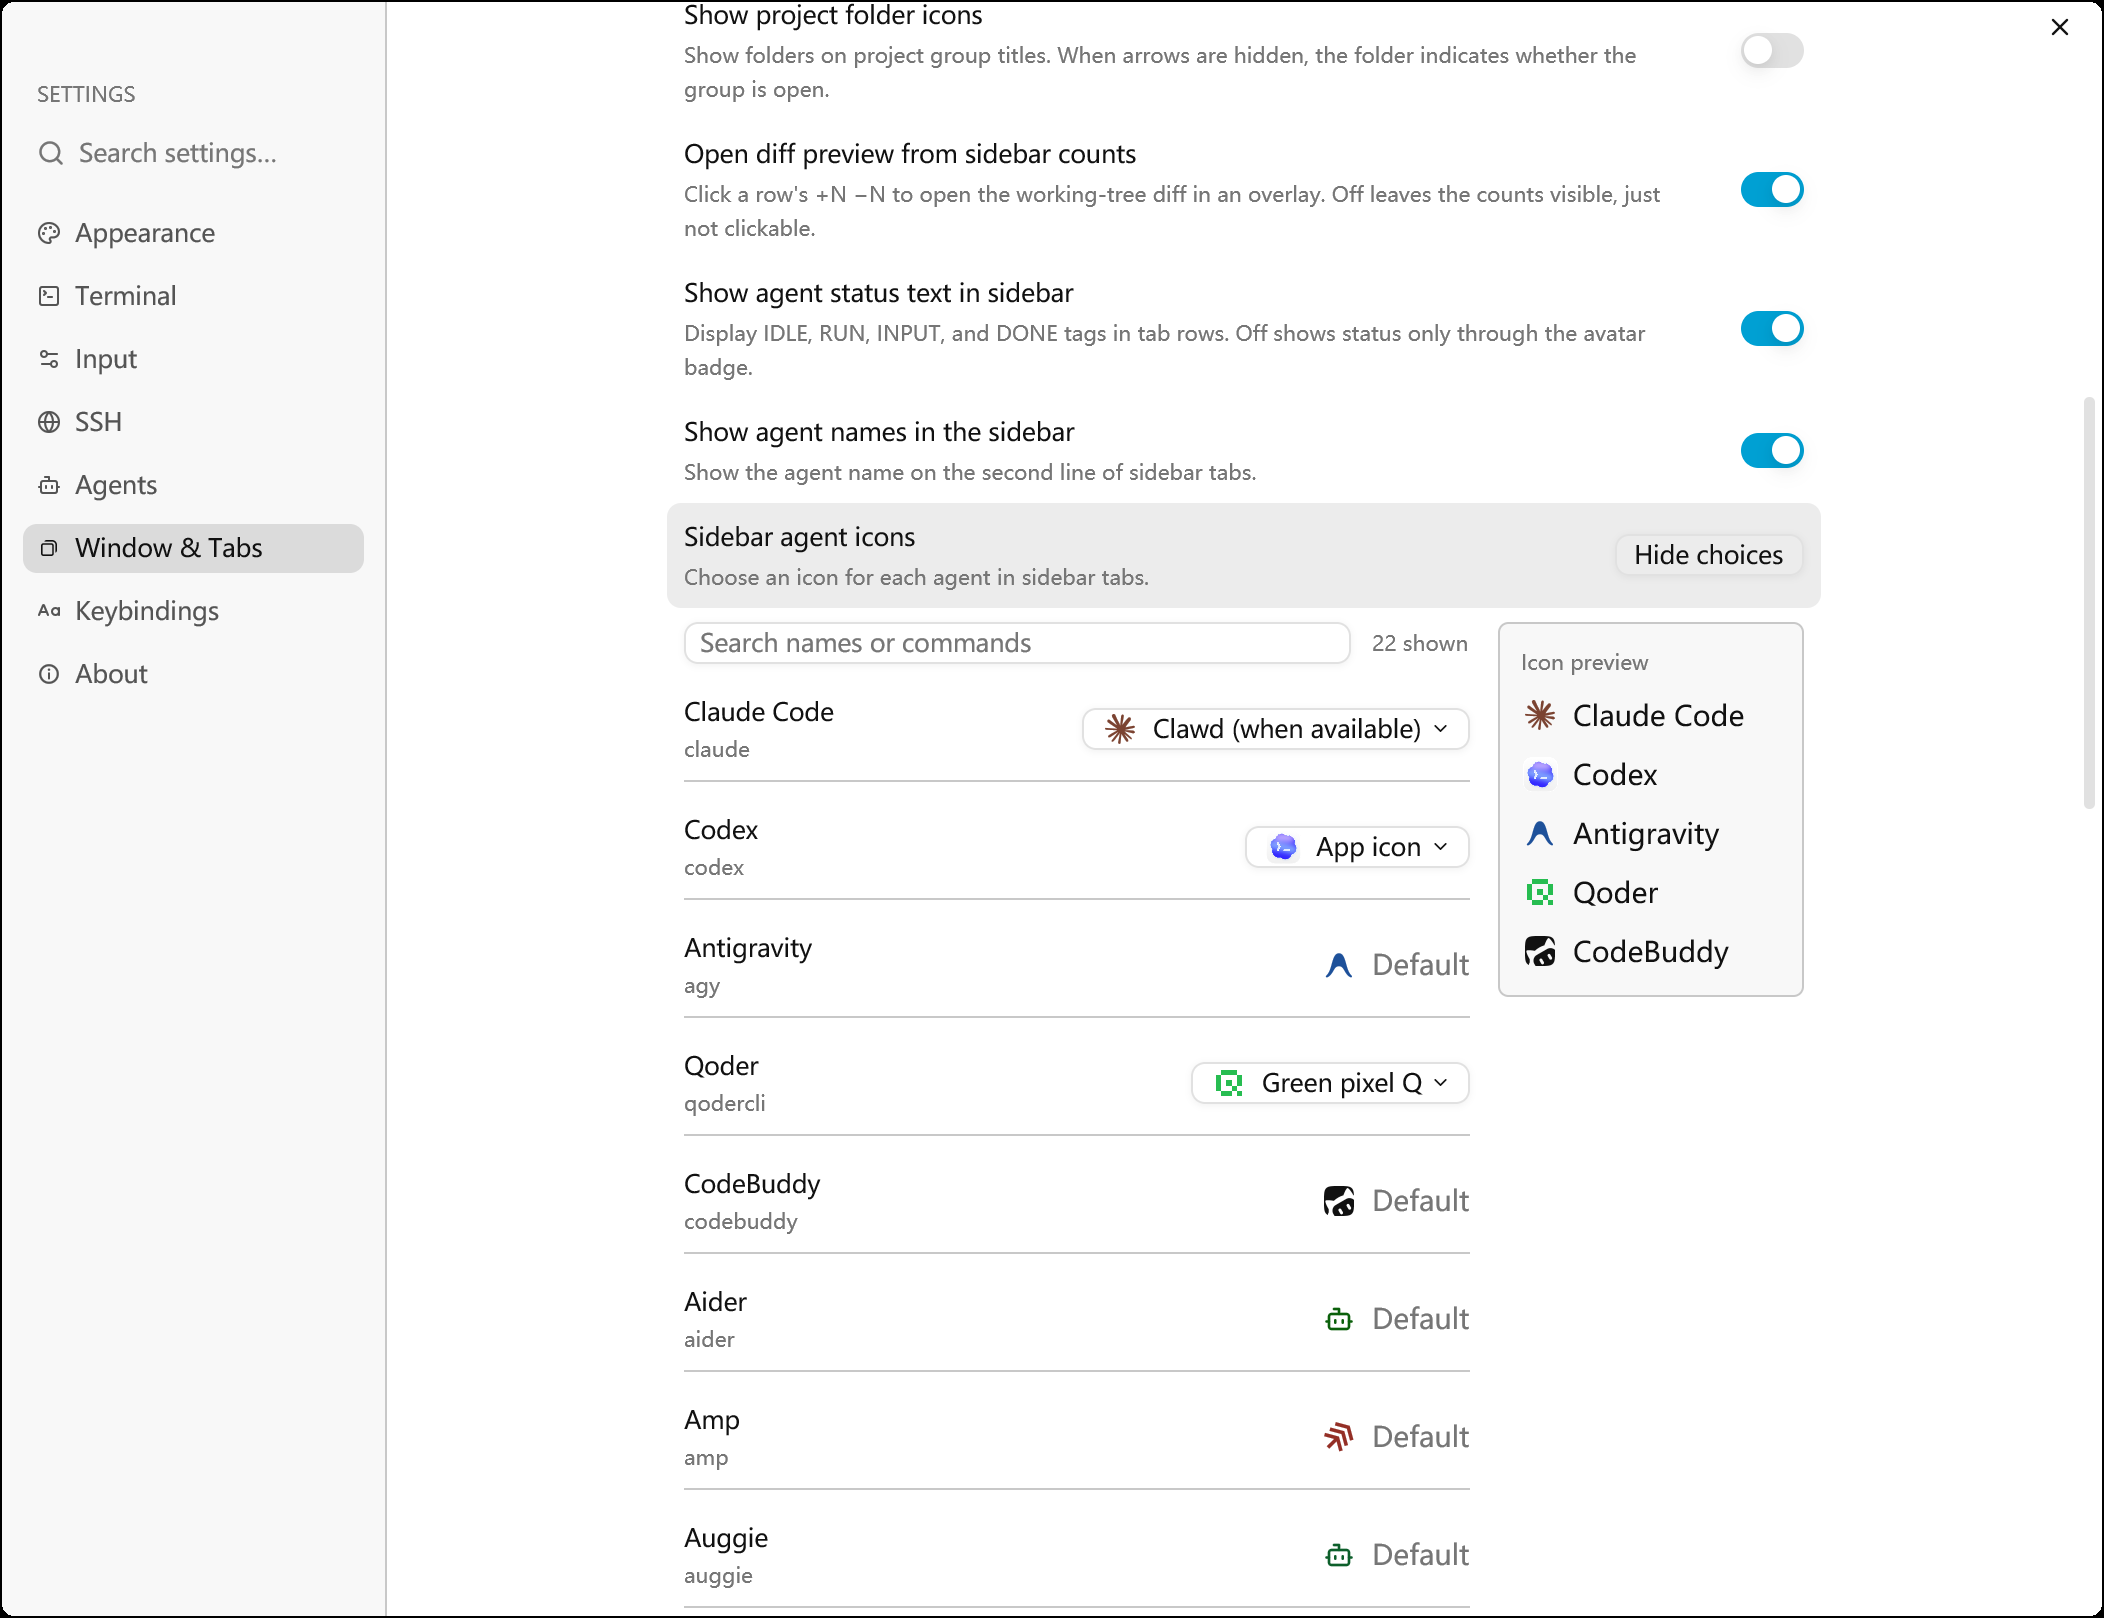 SETTINGS
Search settings...
Appearance
Terminal
Input
SSH
Agents
Window & Tabs
Aa Keybindings
About
Show project folder icons
Show folders on project group titles. When arrows are hidden, the folder indicates whether the
group is open.
Open diff preview from sidebar counts
Click a row's +N −N to open the working-tree diff in an overlay. Off leaves the counts visible, just
not clickable.
Show agent status text in sidebar
Display IDLE, RUN, INPUT, and DONE tags in tab rows. Off shows status only through the avatar
badge.
Show agent names in the sidebar
Show the agent name on the second line of sidebar tabs.
Sidebar agent icons
Choose an icon for each agent in sidebar tabs.
Hide choices
Search names or commands
22 shown
Claude Code
claude
Clawd (when available)
Codex
codex
App icon
Antigravity
agy
Default
Qoder
qodercli
Green pixel Q
CodeBuddy
codebuddy
Default
Aider
aider
Default
Amp
amp
Default
Auggie
auggie
Default
Icon preview
Claude Code
Codex
Antigravity
Qoder
CodeBuddy